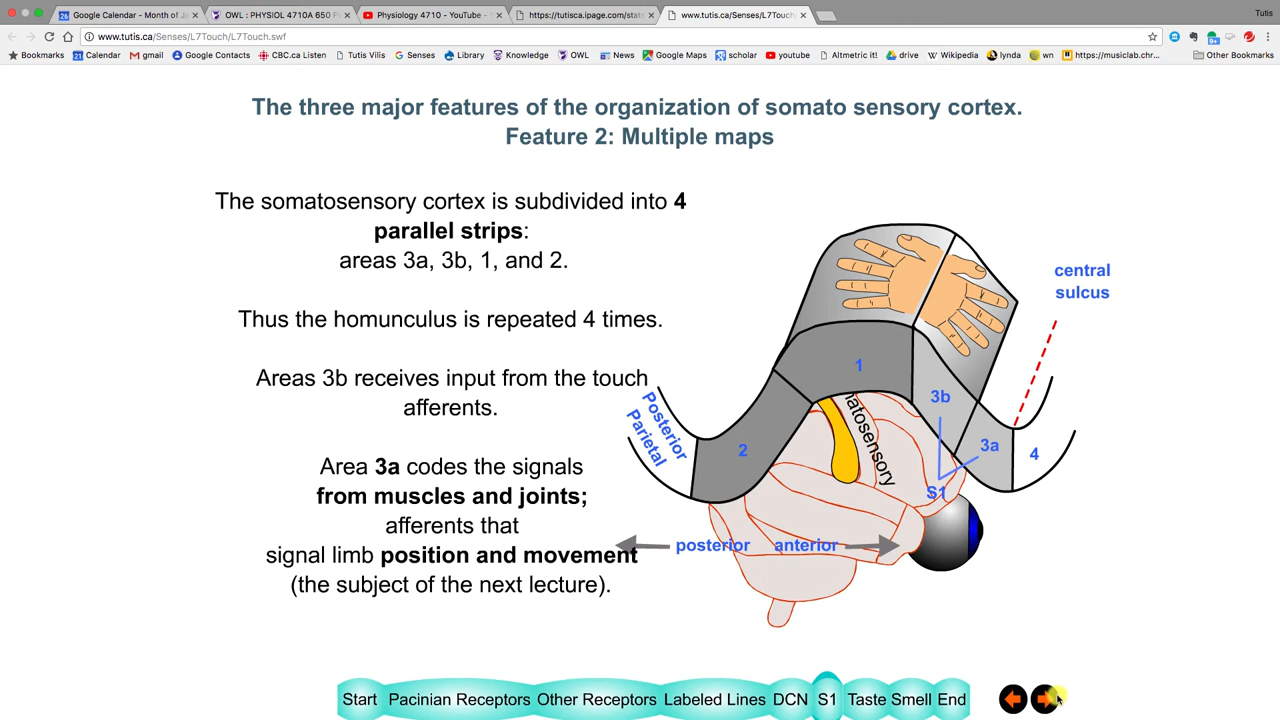 Google Calendar - Month of J
OWL : PHYSIOL 4710A 650 F
Physiology 4710 - YouTube -
https://tutisca.ipage.com/stat
www.tutis.ca/Senses/L7Touch/
Tutis
www.tutis.ca/Senses/L7Touch/L7Touch.swf
Bookmarks Calendar gmail Google Contacts CBC.ca Listen Tutis Vilis Senses Library Knowledge OWL News Google Maps scholar youtube Altmetric it! drive Wikipedia lynda wn https://musiclab.chr... Other Bookmarks
The three major features of the organization of somato sensory cortex.
Feature 2: Multiple maps
The somatosensory cortex is subdivided into 4
parallel strips:
areas 3a, 3b, 1, and 2.
Thus the homunculus is repeated 4 times.
Areas 3b receives input from the touch
afferents.
Area 3a codes the signals
from muscles and joints;
afferents that
signal limb position and movement
(the subject of the next lecture).
central
sulcus
1
3b
3a
4
2
S1
Posterior
Parietal
matosensory
posterior anterior
Start Pacinian Receptors Other Receptors Labeled Lines DCN S1 Taste Smell End